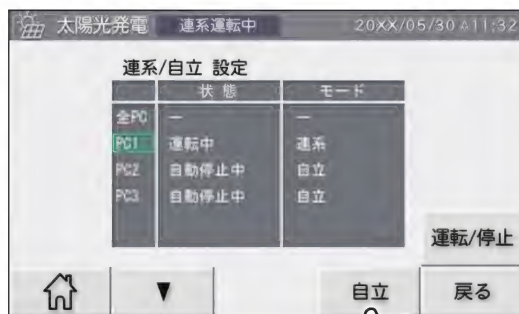 太陽光発電 連系運転中 20XX/05/30 11:32
連系/自立 設定
状態 モード
全PC — —
PC1 運転中 連系
PC2 自動停止中 自立
PC3 自動停止中 自立
運転/停止
▼ 自立 戻る